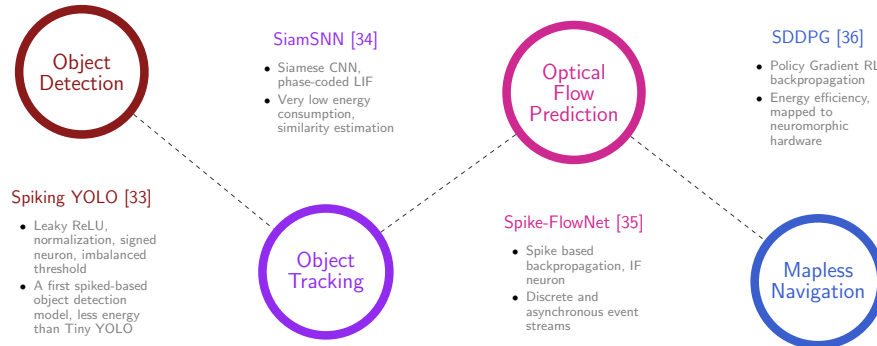 Object
Detection
Spiking YOLO [33]
• Leaky ReLU,
normalization, signed
neuron, imbalanced
threshold
• A first spiked-based
object detection
model, less energy
than Tiny YOLO
SiamSNN [34]
• Siamese CNN,
phase-coded LIF
• Very low energy
consumption,
similarity estimation
Object
Tracking
Optical
Flow
Prediction
Spike-FlowNet [35]
• Spike based
backpropagation, IF
neuron
• Discrete and
asynchronous event
streams
SDDPG [36]
• Policy Gradient RL
backpropagation
• Energy efficiency,
mapped to
neuromorphic
hardware
Mapless
Navigation